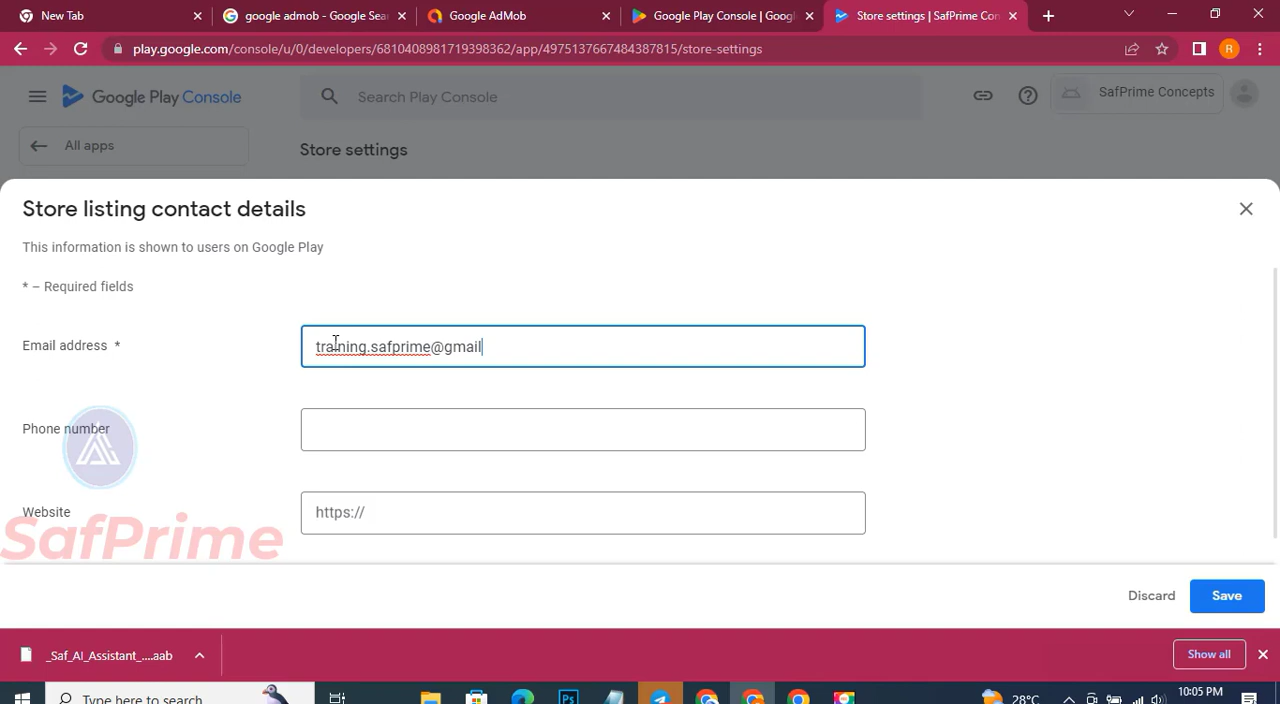 New Tab
google admob - Google Sea
Google AdMob
Google Play Console | Googl
Store settings | SafPrime Con
play.google.com/console/u/0/developers/6810408981719398362/app/4975137667484387815/store-settings
R
Google Play Console
Search Play Console
SafPrime Concepts
All apps
Store settings
Store listing contact details
This information is shown to users on Google Play
* – Required fields
Email address *
training.safprime@gmail
Phone number
Website
https://
SafPrime
Discard
Save
_Saf_AI_Assistant_....aab
Show all
Type here to search
Ps
28°C
10:05 PM